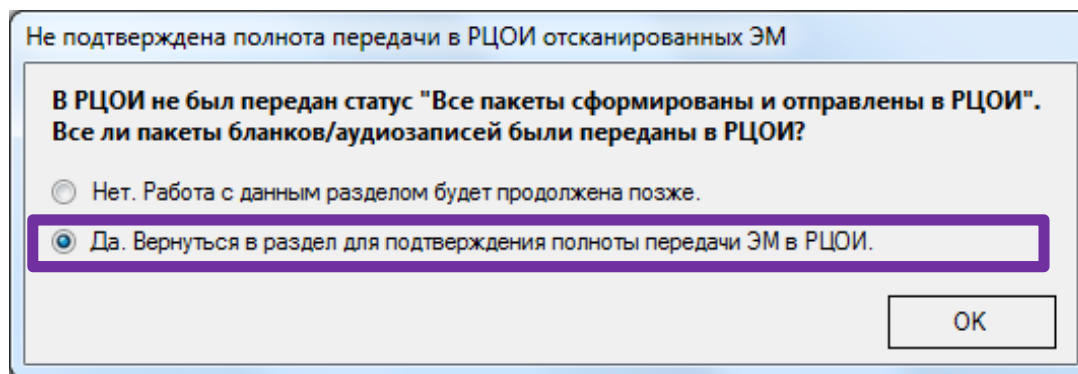 Не подтверждена полнота передачи в РЦОИ отсканированных ЭМ
В РЦОИ не был передан статус "Все пакеты сформированы и отправлены в РЦОИ".
Все ли пакеты бланков/аудиозаписей были переданы в РЦОИ?
Нет. Работа с данным разделом будет продолжена позже.
Да. Вернуться в раздел для подтверждения полноты передачи ЭМ в РЦОИ.
OK